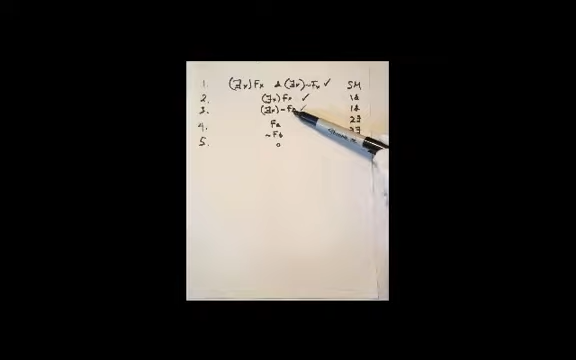 1. (∃x)Fx & (∃x)~Fx ✓ SM
2. (∃x)Fx ✓ 1&
3. (∃x)~Fx ✓ 1&
4. Fa 2∃
5. ~Fb 3∃
o